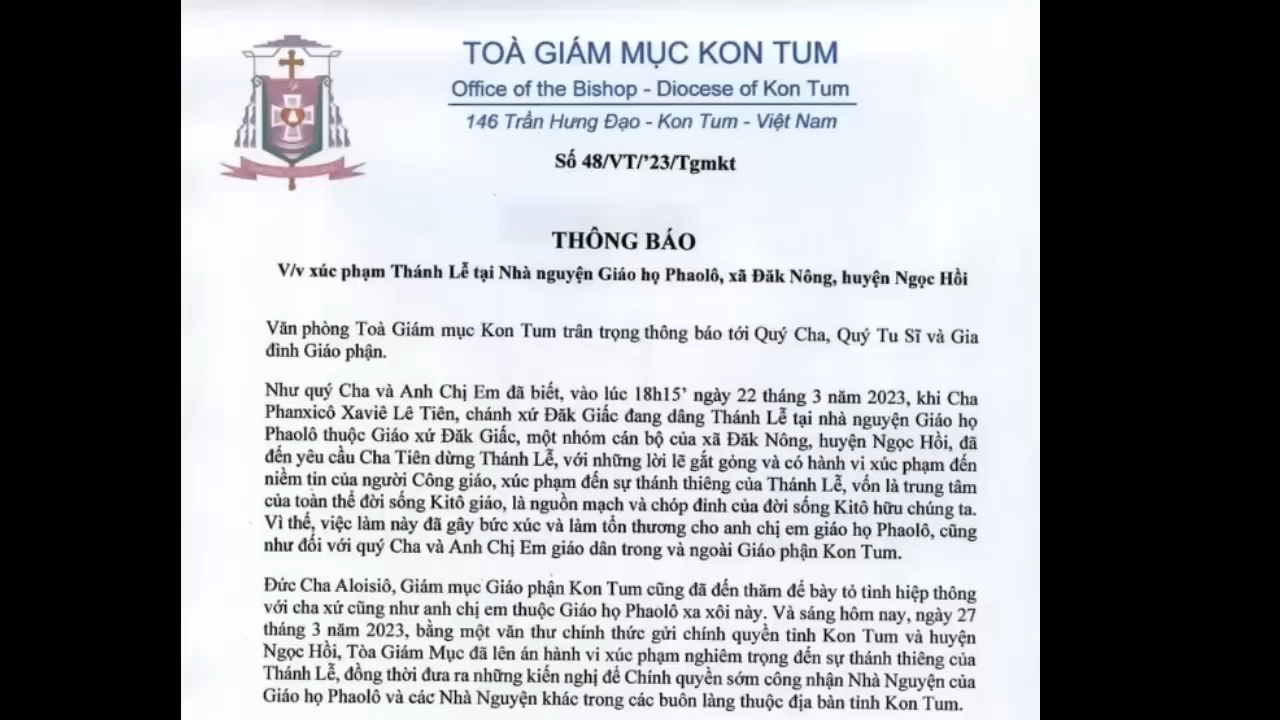 TOÀ GIÁM MỤC KON TUM
Office of the Bishop - Diocese of Kon Tum
146 Trần Hưng Đạo - Kon Tum - Việt Nam
Số 48/VT/'23/Tgmkt
THÔNG BÁO
V/v xúc phạm Thánh Lễ tại Nhà nguyện Giáo họ Phaolô, xã Đăk Nông, huyện Ngọc Hồi
Văn phòng Toà Giám mục Kon Tum trân trọng thông báo tới Quý Cha, Quý Tu Sĩ và Gia
đình Giáo phận.
Như quý Cha và Anh Chị Em đã biết, vào lúc 18h15' ngày 22 tháng 3 năm 2023, khi Cha
Phanxicô Xaviê Lê Tiên, chánh xứ Đăk Giấc đang dâng Thánh Lễ tại nhà nguyện Giáo họ
Phaolô thuộc Giáo xứ Đăk Giấc, một nhóm cán bộ của xã Đăk Nông, huyện Ngọc Hồi, đã
đến yêu cầu Cha Tiên dừng Thánh Lễ, với những lời lẽ gắt gỏng và có hành vi xúc phạm đến
niềm tin của người Công giáo, xúc phạm đến sự thánh thiêng của Thánh Lễ, vốn là trung tâm
của toàn thể đời sống Kitô giáo, là nguồn mạch và chóp đỉnh của đời sống Kitô hữu chúng ta.
Vì thế, việc làm này đã gây bức xúc và làm tổn thương cho anh chị em giáo họ Phaolô, cũng
như đối với quý Cha và Anh Chị Em giáo dân trong và ngoài Giáo phận Kon Tum.
Đức Cha Aloisiô, Giám mục Giáo phận Kon Tum cũng đã đến thăm để bày tỏ tình hiệp thông
với cha xứ cũng như anh chị em thuộc Giáo họ Phaolô xa xôi này. Và sáng hôm nay, ngày 27
tháng 3 năm 2023, bằng một văn thư chính thức gửi chính quyền tỉnh Kon Tum và huyện
Ngọc Hồi, Tòa Giám Mục đã lên án hành vi xúc phạm nghiêm trọng đến sự thánh thiêng của
Thánh Lễ, đồng thời đưa ra những kiến nghị để Chính quyền sớm công nhận Nhà Nguyện của
Giáo họ Phaolô và các Nhà Nguyện khác trong các buôn làng thuộc địa bàn tỉnh Kon Tum.